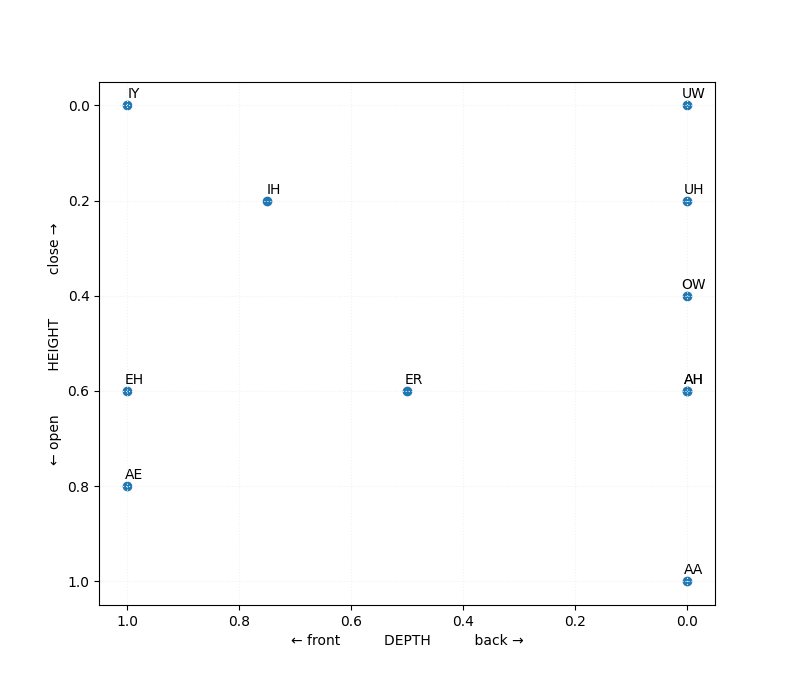 IY UW
0.0
IH UH
0.2
OW
0.4
EH ER AH
0.6
AE
0.8
AA
1.0
← open HEIGHT close →
1.0 0.8 0.6 0.4 0.2 0.0
← front DEPTH back →